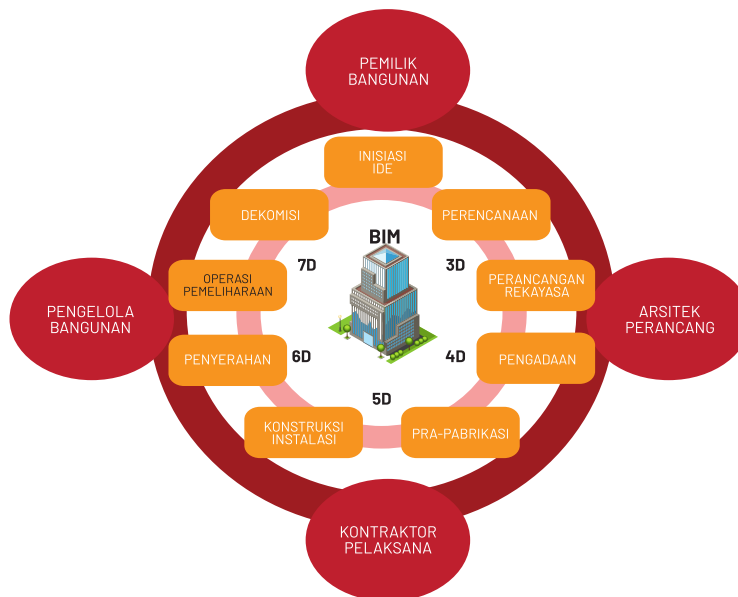 PEMILIK
BANGUNAN
INISIASI
IDE
DEKOMISI
PERENCANAAN
BIM
7D
3D
OPERASI
PEMELIHARAAN
PERANCANGAN
REKAYASA
PENGELOLA
BANGUNAN
ARSITEK
PERANCANG
PENYERAHAN
6D
4D
PENGADAAN
5D
KONSTRUKSI
INSTALASI
PRA-PABRIKASI
KONTRAKTOR
PELAKSANA